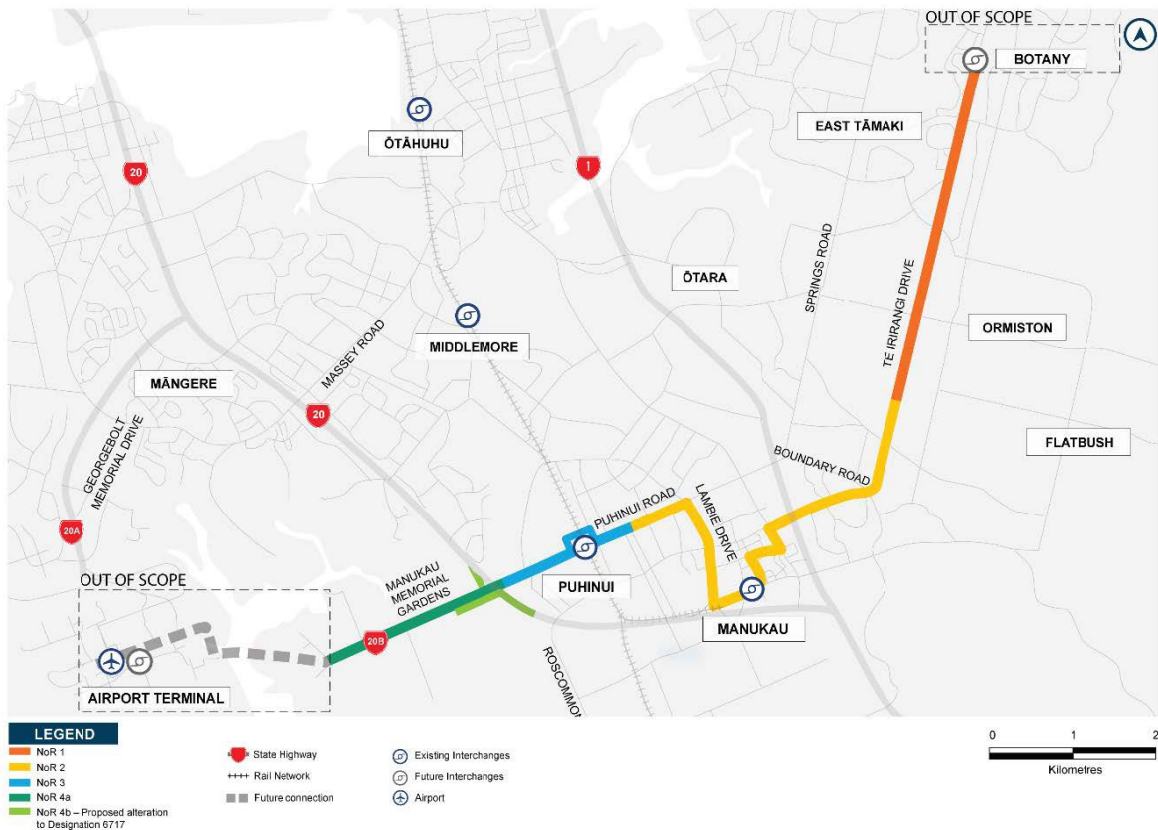 OUT OF SCOPE
BOTANY
ŌTĀHUHU
EAST TĀMAKI
20
1
SPRINGS ROAD
ŌTARA
TE IRIRANGI DRIVE
ORMISTON
MIDDLEMORE
MASSEY ROAD
MĀNGERE
20
FLATBUSH
GEORGEBOLT
MEMORIAL DRIVE
BOUNDARY ROAD
LAMBIE DRIVE
PUHINUI ROAD
20A
OUT OF SCOPE
MANUKAU
MEMORIAL
GARDENS
PUHINUI
MANUKAU
20B
ROSCOMMON
AIRPORT TERMINAL
LEGEND
NoR 1
NoR 2
NoR 3
NoR 4a
NoR 4b – Proposed alteration
to Designation 6717
State Highway
Rail Network
Future connection
Existing Interchanges
Future Interchanges
Airport
0 1 2
Kilometres